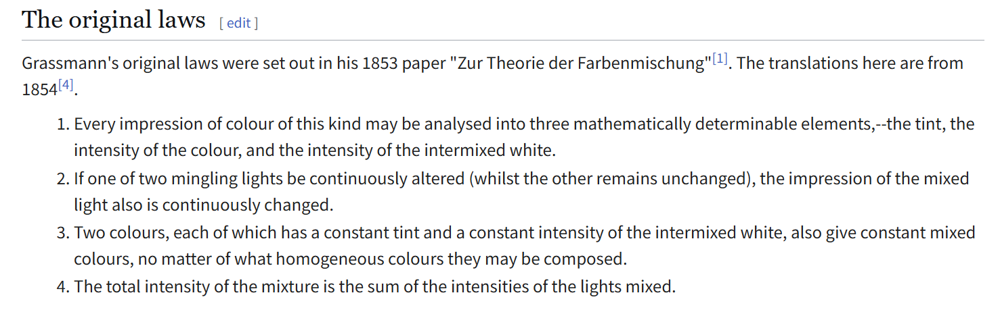 The original laws [ edit ]
Grassmann's original laws were set out in his 1853 paper "Zur Theorie der Farbenmischung"[1]. The translations here are from
1854[4].
1. Every impression of colour of this kind may be analysed into three mathematically determinable elements,--the tint, the
intensity of the colour, and the intensity of the intermixed white.
2. If one of two mingling lights be continuously altered (whilst the other remains unchanged), the impression of the mixed
light also is continuously changed.
3. Two colours, each of which has a constant tint and a constant intensity of the intermixed white, also give constant mixed
colours, no matter of what homogeneous colours they may be composed.
4. The total intensity of the mixture is the sum of the intensities of the lights mixed.